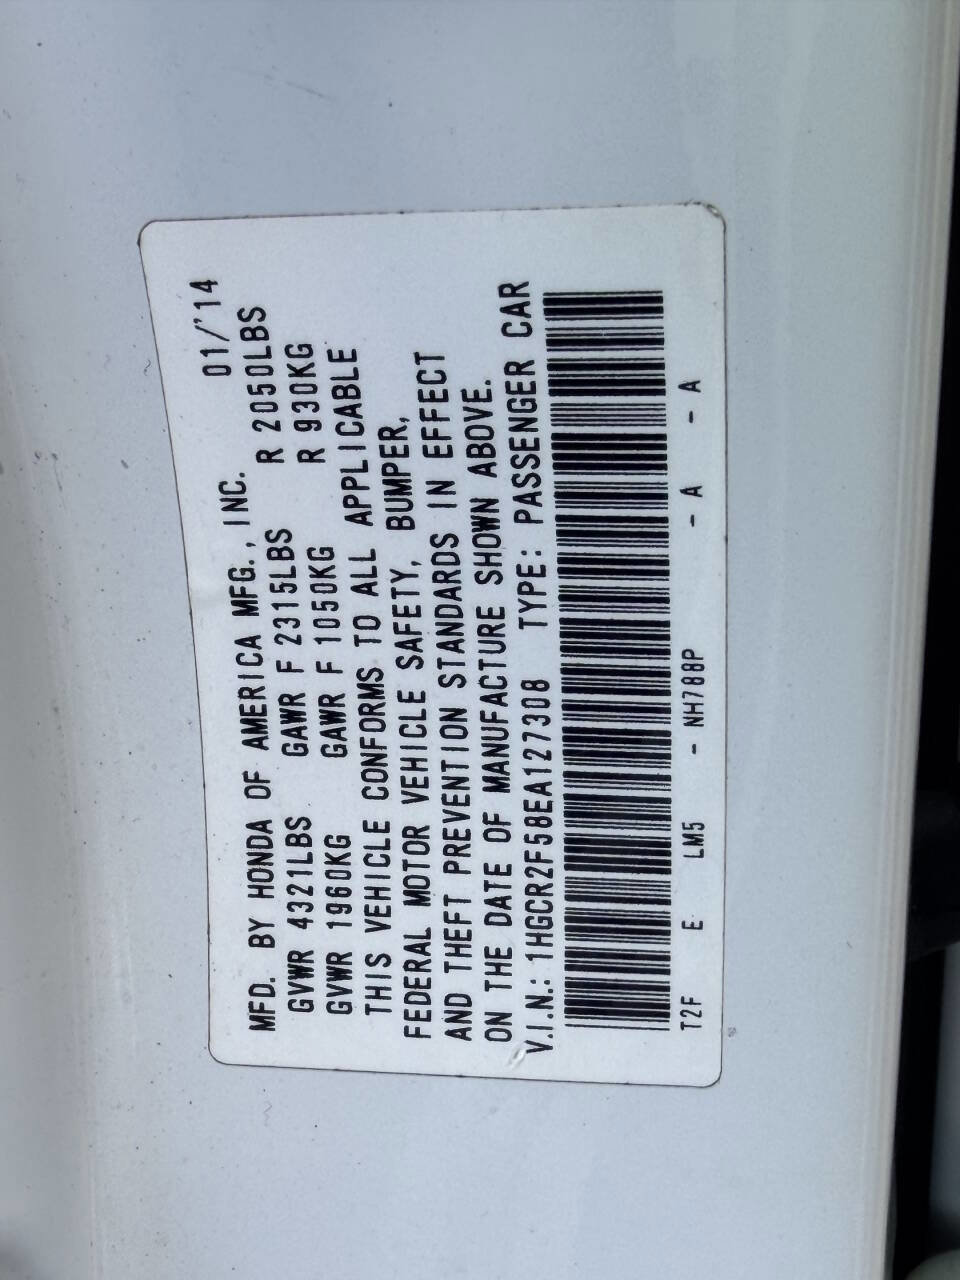 MFD. BY HONDA OF AMERICA MFG., INC. 01/'14
GVWR 4321LBS GAWR F 2315LBS R 2050LBS
GVWR 1960KG GAWR F 1050KG R 930KG
THIS VEHICLE CONFORMS TO ALL APPLICABLE
FEDERAL MOTOR VEHICLE SAFETY, BUMPER,
AND THEFT PREVENTION STANDARDS IN EFFECT
ON THE DATE OF MANUFACTURE SHOWN ABOVE.
V.I.N.: 1HGCR2F58EA127308 TYPE: PASSENGER CAR
T2F E LM5 - NH788P - A - A